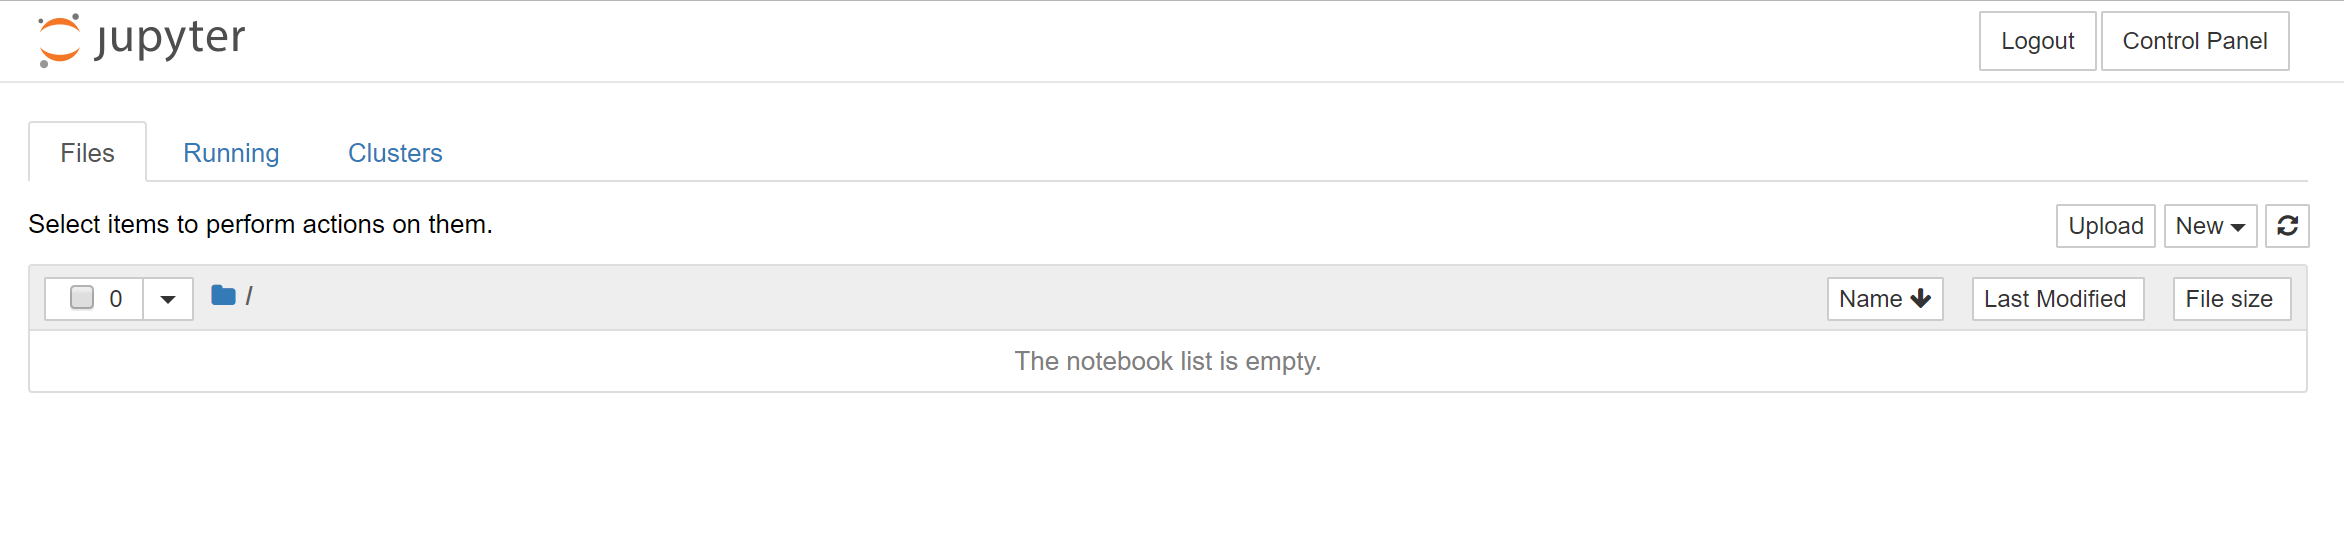 jupyter
Logout Control Panel
Files Running Clusters
Select items to perform actions on them.
Upload New
0 / Name Last Modified File size
The notebook list is empty.